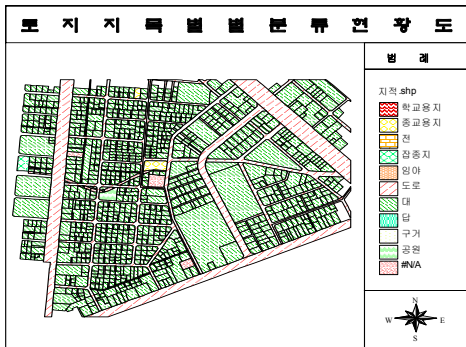 토 지 지 목 별 별 분 류 현 황 도
범 례
지적.shp
학교용지
종교용지
전
잡종지
임야
도로
대
답
구거
공원
#N/A
N
W E
S